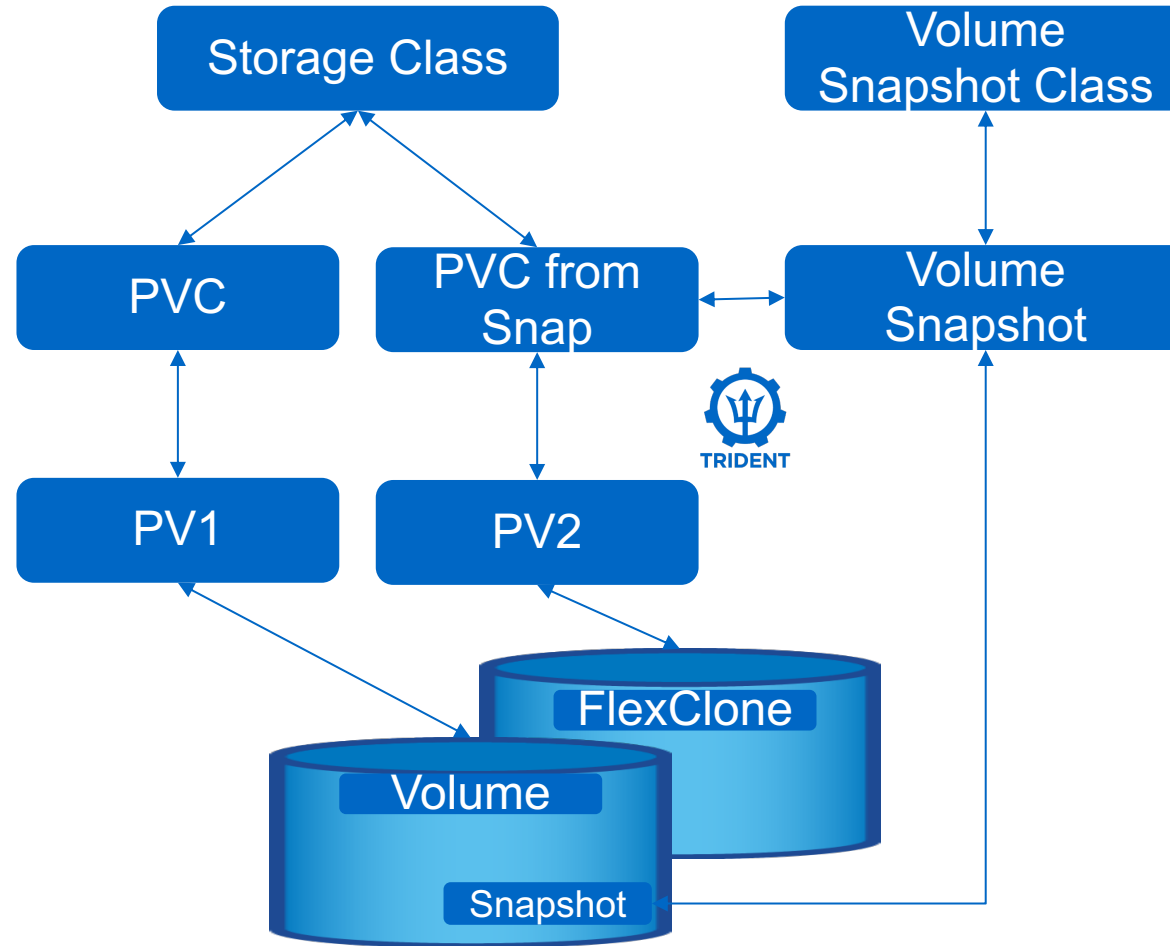 Storage Class
Volume
Snapshot Class
PVC
PVC from
Snap
Volume
Snapshot
TRIDENT
PV1
PV2
FlexClone
Volume
Snapshot